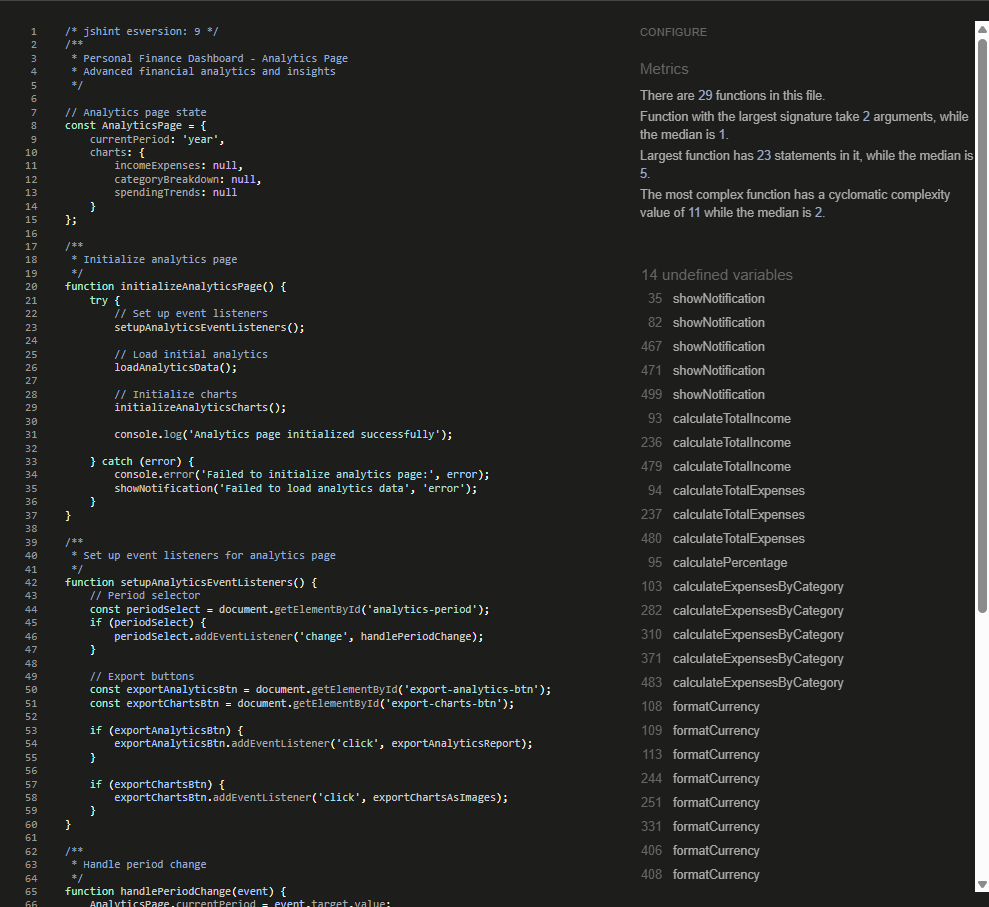 1 /* jshint esversion: 9 */
2 /**
3 * Personal Finance Dashboard - Analytics Page
4 * Advanced financial analytics and insights
5 */
6
7 // Analytics page state
8 const AnalyticsPage = {
9 currentPeriod: 'year',
10 charts: {
11 incomeExpenses: null,
12 categoryBreakdown: null,
13 spendingTrends: null
14 }
15 };
16
17 /**
18 * Initialize analytics page
19 */
20 function initializeAnalyticsPage() {
21 try {
22 // Set up event listeners
23 setupAnalyticsEventListeners();
24
25 // Load initial analytics
26 loadAnalyticsData();
27
28 // Initialize charts
29 initializeAnalyticsCharts();
30
31 console.log('Analytics page initialized successfully');
32
33 } catch (error) {
34 console.error('Failed to initialize analytics page:', error);
35 showNotification('Failed to load analytics data', 'error');
36 }
37 }
38
39 /**
40 * Set up event listeners for analytics page
41 */
42 function setupAnalyticsEventListeners() {
43 // Period selector
44 const periodSelect = document.getElementById('analytics-period');
45 if (periodSelect) {
46 periodSelect.addEventListener('change', handlePeriodChange);
47 }
48
49 // Export buttons
50 const exportAnalyticsBtn = document.getElementById('export-analytics-btn');
51 const exportChartsBtn = document.getElementById('export-charts-btn');
52
53 if (exportAnalyticsBtn) {
54 exportAnalyticsBtn.addEventListener('click', exportAnalyticsReport);
55 }
56
57 if (exportChartsBtn) {
58 exportChartsBtn.addEventListener('click', exportChartsAsImages);
59 }
60 }
61
62 /**
63 * Handle period change
64 */
65 function handlePeriodChange(event) {
66 AnalyticsPage.currentPeriod = event.target.value;
CONFIGURE
Metrics
There are 29 functions in this file.
Function with the largest signature take 2 arguments, while
the median is 1.
Largest function has 23 statements in it, while the median is
5.
The most complex function has a cyclomatic complexity
value of 11 while the median is 2.
14 undefined variables
35 showNotification
82 showNotification
467 showNotification
471 showNotification
499 showNotification
93 calculateTotalIncome
236 calculateTotalIncome
479 calculateTotalIncome
94 calculateTotalExpenses
237 calculateTotalExpenses
480 calculateTotalExpenses
95 calculatePercentage
103 calculateExpensesByCategory
282 calculateExpensesByCategory
310 calculateExpensesByCategory
371 calculateExpensesByCategory
483 calculateExpensesByCategory
108 formatCurrency
109 formatCurrency
113 formatCurrency
244 formatCurrency
251 formatCurrency
331 formatCurrency
406 formatCurrency
408 formatCurrency